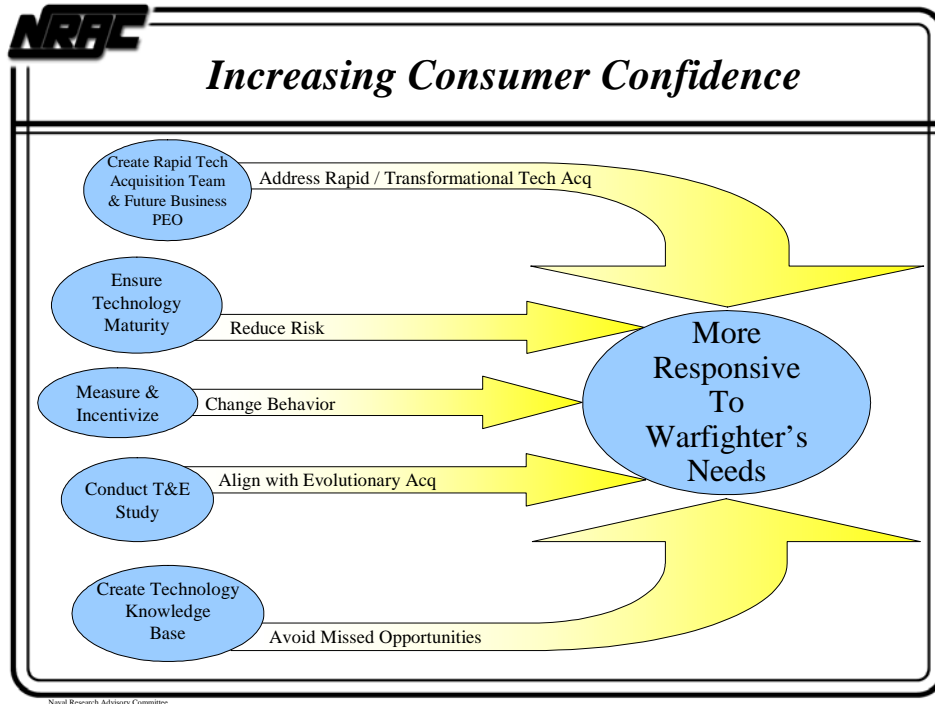 NRAC
Increasing Consumer Confidence
Create Rapid Tech
Acquisition Team
& Future Business
PEO
Address Rapid / Transformational Tech Acq
Ensure
Technology
Maturity
Reduce Risk
Measure &
Incentivize
Change Behavior
Conduct T&E
Study
Align with Evolutionary Acq
Create Technology
Knowledge
Base
Avoid Missed Opportunities
More
Responsive
To
Warfighter's
Needs
Naval Research Advisory Committee